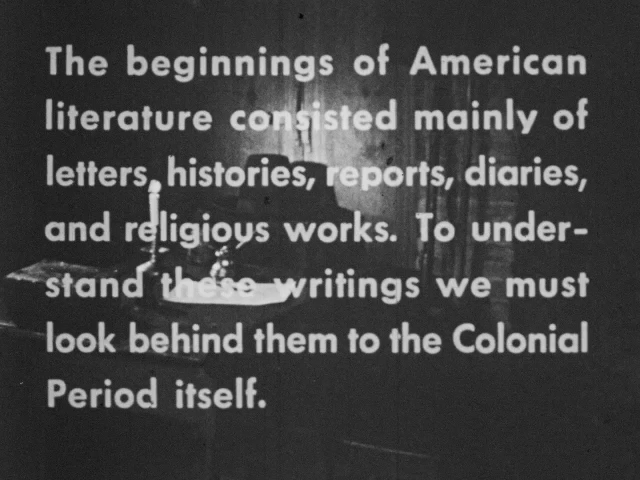 The beginnings of American
literature consisted mainly of
letters, histories, reports, diaries,
and religious works. To under-
stand these writings we must
look behind them to the Colonial
Period itself.